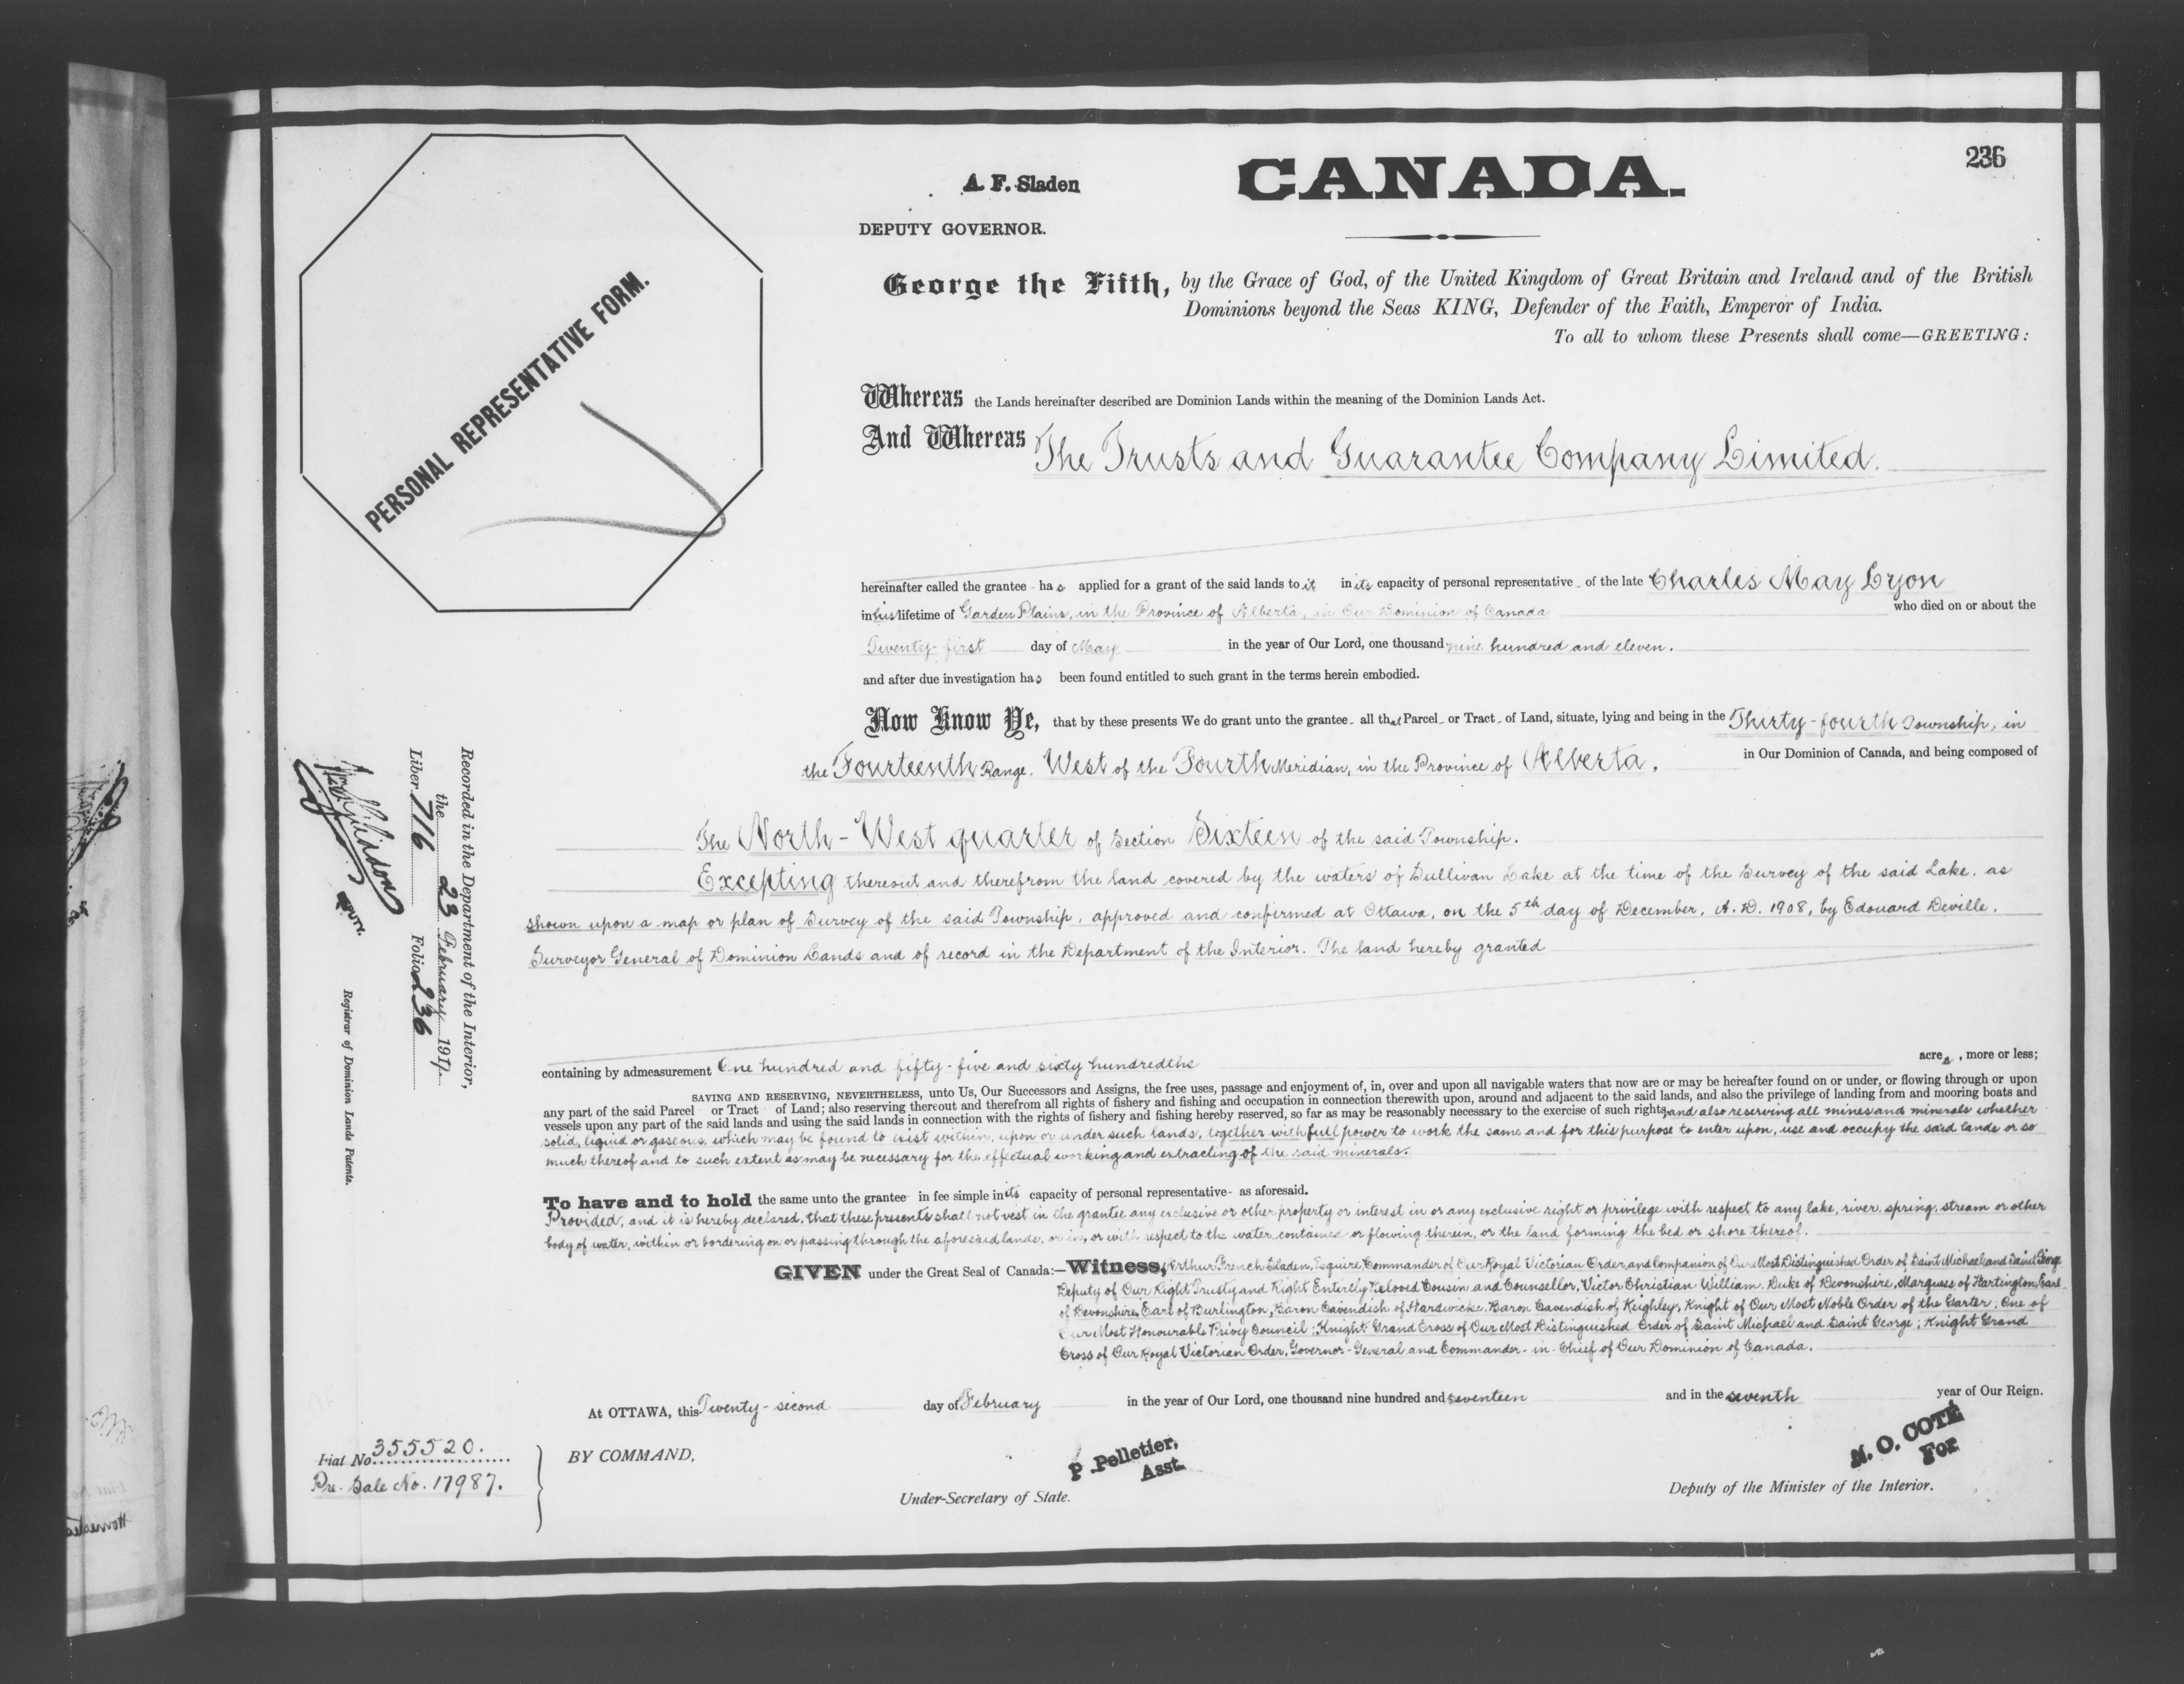 236
A. F. Sladen
CANADA.
DEPUTY GOVERNOR.
George the Fifth, by the Grace of God, of the United Kingdom of Great Britain and Ireland and of the British
Dominions beyond the Seas KING, Defender of the Faith, Emperor of India.
To all to whom these Presents shall come—GREETING:
PERSONAL REPRESENTATIVE FORM.
Whereas the Lands hereinafter described are Dominion Lands within the meaning of the Dominion Lands Act.
And Whereas The Trusts and Guarantee Company Limited.
hereinafter called the grantee has applied for a grant of the said lands to it in its capacity of personal representative of the late Charles May Lyon
in his lifetime of Garden Plains, in the Province of Alberta, in Our Dominion of Canada who died on or about the
Twenty-first day of May in the year of Our Lord, one thousand nine hundred and eleven.
and after due investigation has been found entitled to such grant in the terms herein embodied.
Now Know Ye, that by these presents We do grant unto the grantee all that Parcel or Tract of Land, situate, lying and being in the Thirty-fourth Township, in
the Fourteenth Range, West of the Fourth Meridian, in the Province of Alberta, in Our Dominion of Canada, and being composed of
The North-West quarter of Section Sixteen of the said Township.
Excepting thereout and therefrom the land covered by the waters of Sullivan Lake at the time of the Survey of the said Lake, as
shown upon a map or plan of Survey of the said Township, approved and confirmed at Ottawa, on the 5th day of December, A.D. 1908, by Edouard Deville,
Surveyor General of Dominion Lands and of record in the Department of the Interior. The land hereby granted
containing by admeasurement One hundred and fifty-five and sixty hundredths acres, more or less;
SAVING AND RESERVING, NEVERTHELESS, unto Us, Our Successors and Assigns, the free uses, passage and enjoyment of, in, over and upon all navigable waters that now are or may be hereafter found on or under, or flowing through or upon
any part of the said Parcel or Tract of Land; also reserving thereout and therefrom all rights of fishery and fishing and occupation in connection therewith upon, around and adjacent to the said lands, and also the privilege of landing from and mooring boats and
vessels upon any part of the said lands and using the said lands in connection with the rights of fishery and fishing hereby reserved, so far as may be reasonably necessary to the exercise of such rights, and also reserving all mines and minerals whether
solid, liquid or gaseous, which may be found to exist within, upon or under such lands, together with full power to work the same and for this purpose to enter upon, use and occupy the said lands or so
much thereof and to such extent as may be necessary for the effectual working and extracting of the said minerals.
To have and to hold the same unto the grantee in fee simple in its capacity of personal representative as aforesaid.
Provided, and it is hereby declared, that these presents shall not vest in the grantee any exclusive or other property or interest in or any exclusive right or privilege with respect to any lake, river, spring, stream or other
body of water, within or bordering on or passing through the aforesaid lands, or in, or with respect to the water contained or flowing therein, or the land forming the bed or shore thereof.
GIVEN under the Great Seal of Canada:—Witness, Arthur French Sladen, Esquire Commander of Our Royal Victorian Order, and Companion of Our Most Distinguished Order of Saint Michael and Saint George
Deputy of Our Right Trusty and Right Entirely Beloved Cousin and Counsellor, Victor Christian William, Duke of Devonshire, Marquess of Hartington, Earl
of Devonshire, Earl of Burlington, Baron Cavendish of Hardwicke, Baron Cavendish of Keighley, Knight of Our Most Noble Order of the Garter; One of
Our Most Honourable Privy Council; Knight Grand Cross of Our Most Distinguished Order of Saint Michael and Saint George; Knight Grand
Cross of Our Royal Victorian Order, Governor-General and Commander-in-Chief of Our Dominion of Canada.
At OTTAWA, this Twenty-second day of February in the year of Our Lord, one thousand nine hundred and seventeen and in the seventh year of Our Reign.
BY COMMAND,
P. Pelletier,
Asst.
Under-Secretary of State.
N. O. COTÉ
For
Deputy of the Minister of the Interior.
Fiat No. 355520.
Pre-Sale No. 17987.
Recorded in the Department of the Interior,
the 23 February 1917
Liber 716 Folio 236
Registrar of Dominion Lands Patents.